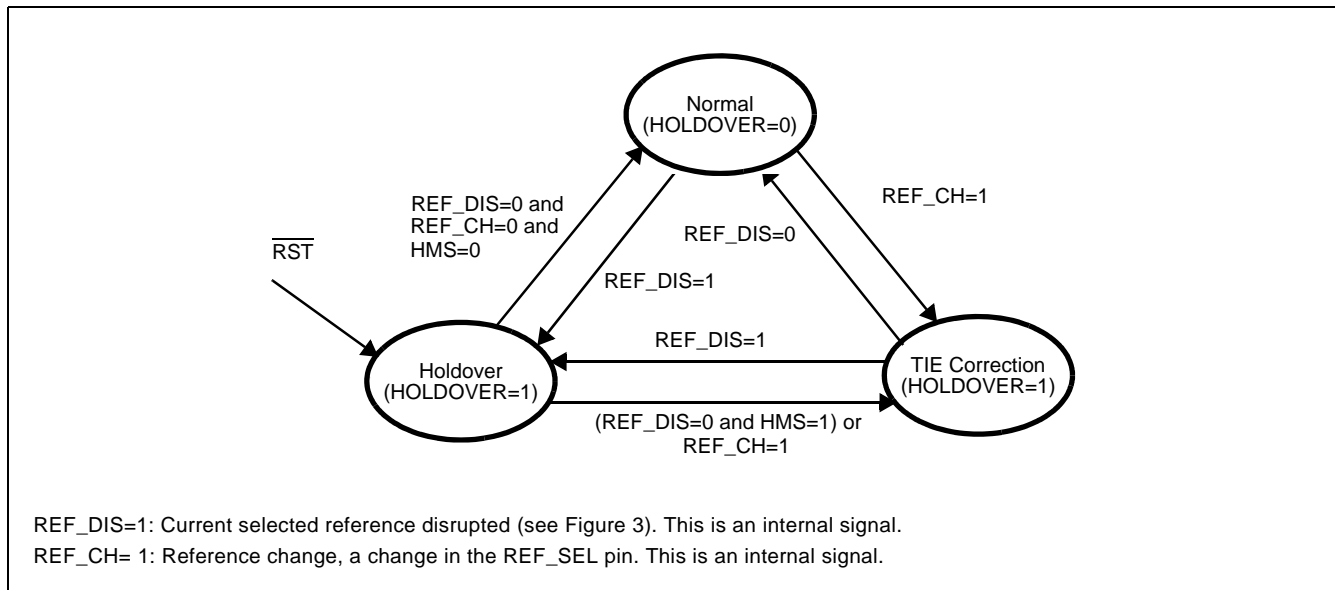 Normal
(HOLDOVER=0)
REF_DIS=0 and
REF_CH=0 and
HMS=0
REF_CH=1
REF_DIS=0
RST
REF_DIS=1
REF_DIS=1
Holdover
(HOLDOVER=1)
TIE Correction
(HOLDOVER=1)
(REF_DIS=0 and HMS=1) or
REF_CH=1
REF_DIS=1: Current selected reference disrupted (see Figure 3). This is an internal signal.
REF_CH= 1: Reference change, a change in the REF_SEL pin. This is an internal signal.